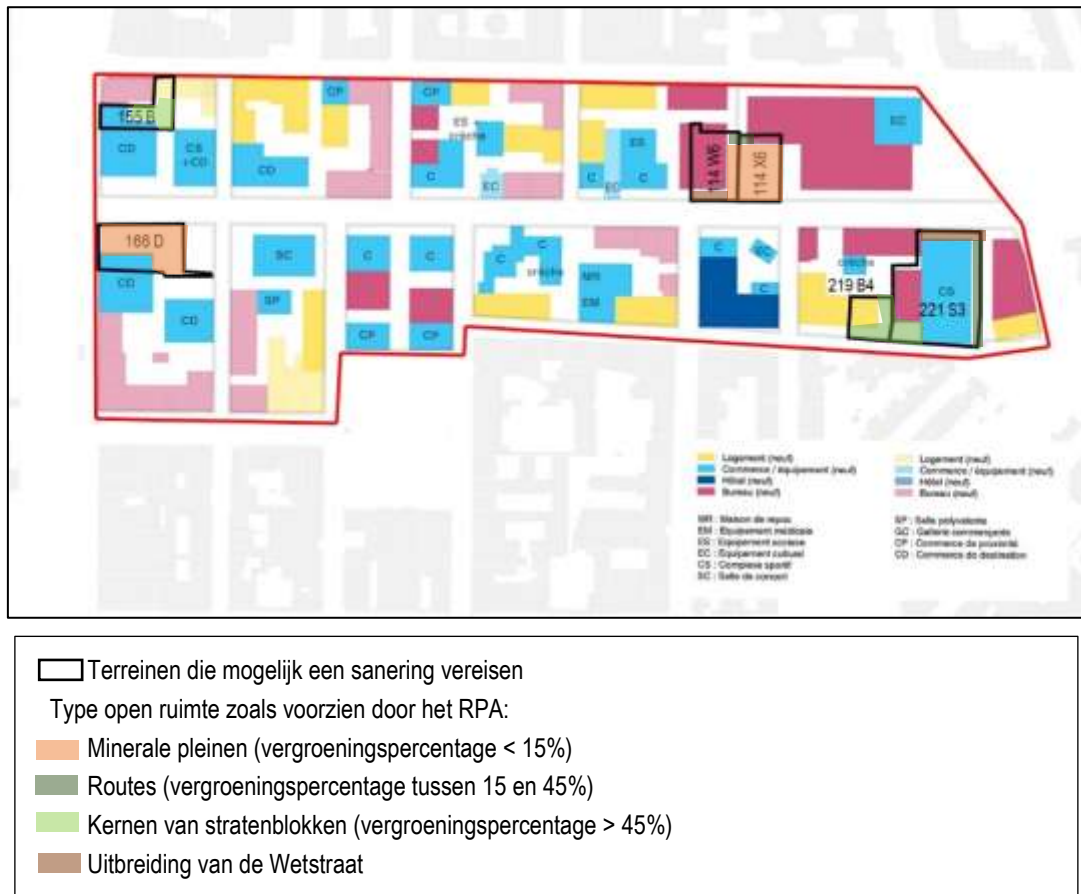 155 B
CP
CP
ES
crèche
CD
CS
+ CD
CD
C
EC
C
ES
EC
C
114 W6
114 X6
EC
166 D
CD
SC
C
C
C
C
crèche
MR
EM
C
C
crèche
219 B4
CS
221 S3
CD
SP
CP
CP
Logement (neuf)
Commerce / équipement (neuf)
Hôtel (neuf)
Bureau (neuf)
Logement (neuf)
Commerce / équipement (neuf)
Hôtel (neuf)
Bureau (neuf)
MR : Maison de repos
EM : Equipement médicale
ES : Equipement scolaire
EC : Equipement culturel
CS : Complexe sportif
SC : Salle de concert
SP : Salle polyvalente
GC : Gallerie commerçante
CP : Commerce de proximité
CD : Commerce de destination
Terreinen die mogelijk een sanering vereisen
Type open ruimte zoals voorzien door het RPA:
Minerale pleinen (vergroeningspercentage < 15%)
Routes (vergroeningspercentage tussen 15 en 45%)
Kernen van stratenblokken (vergroeningspercentage > 45%)
Uitbreiding van de Wetstraat